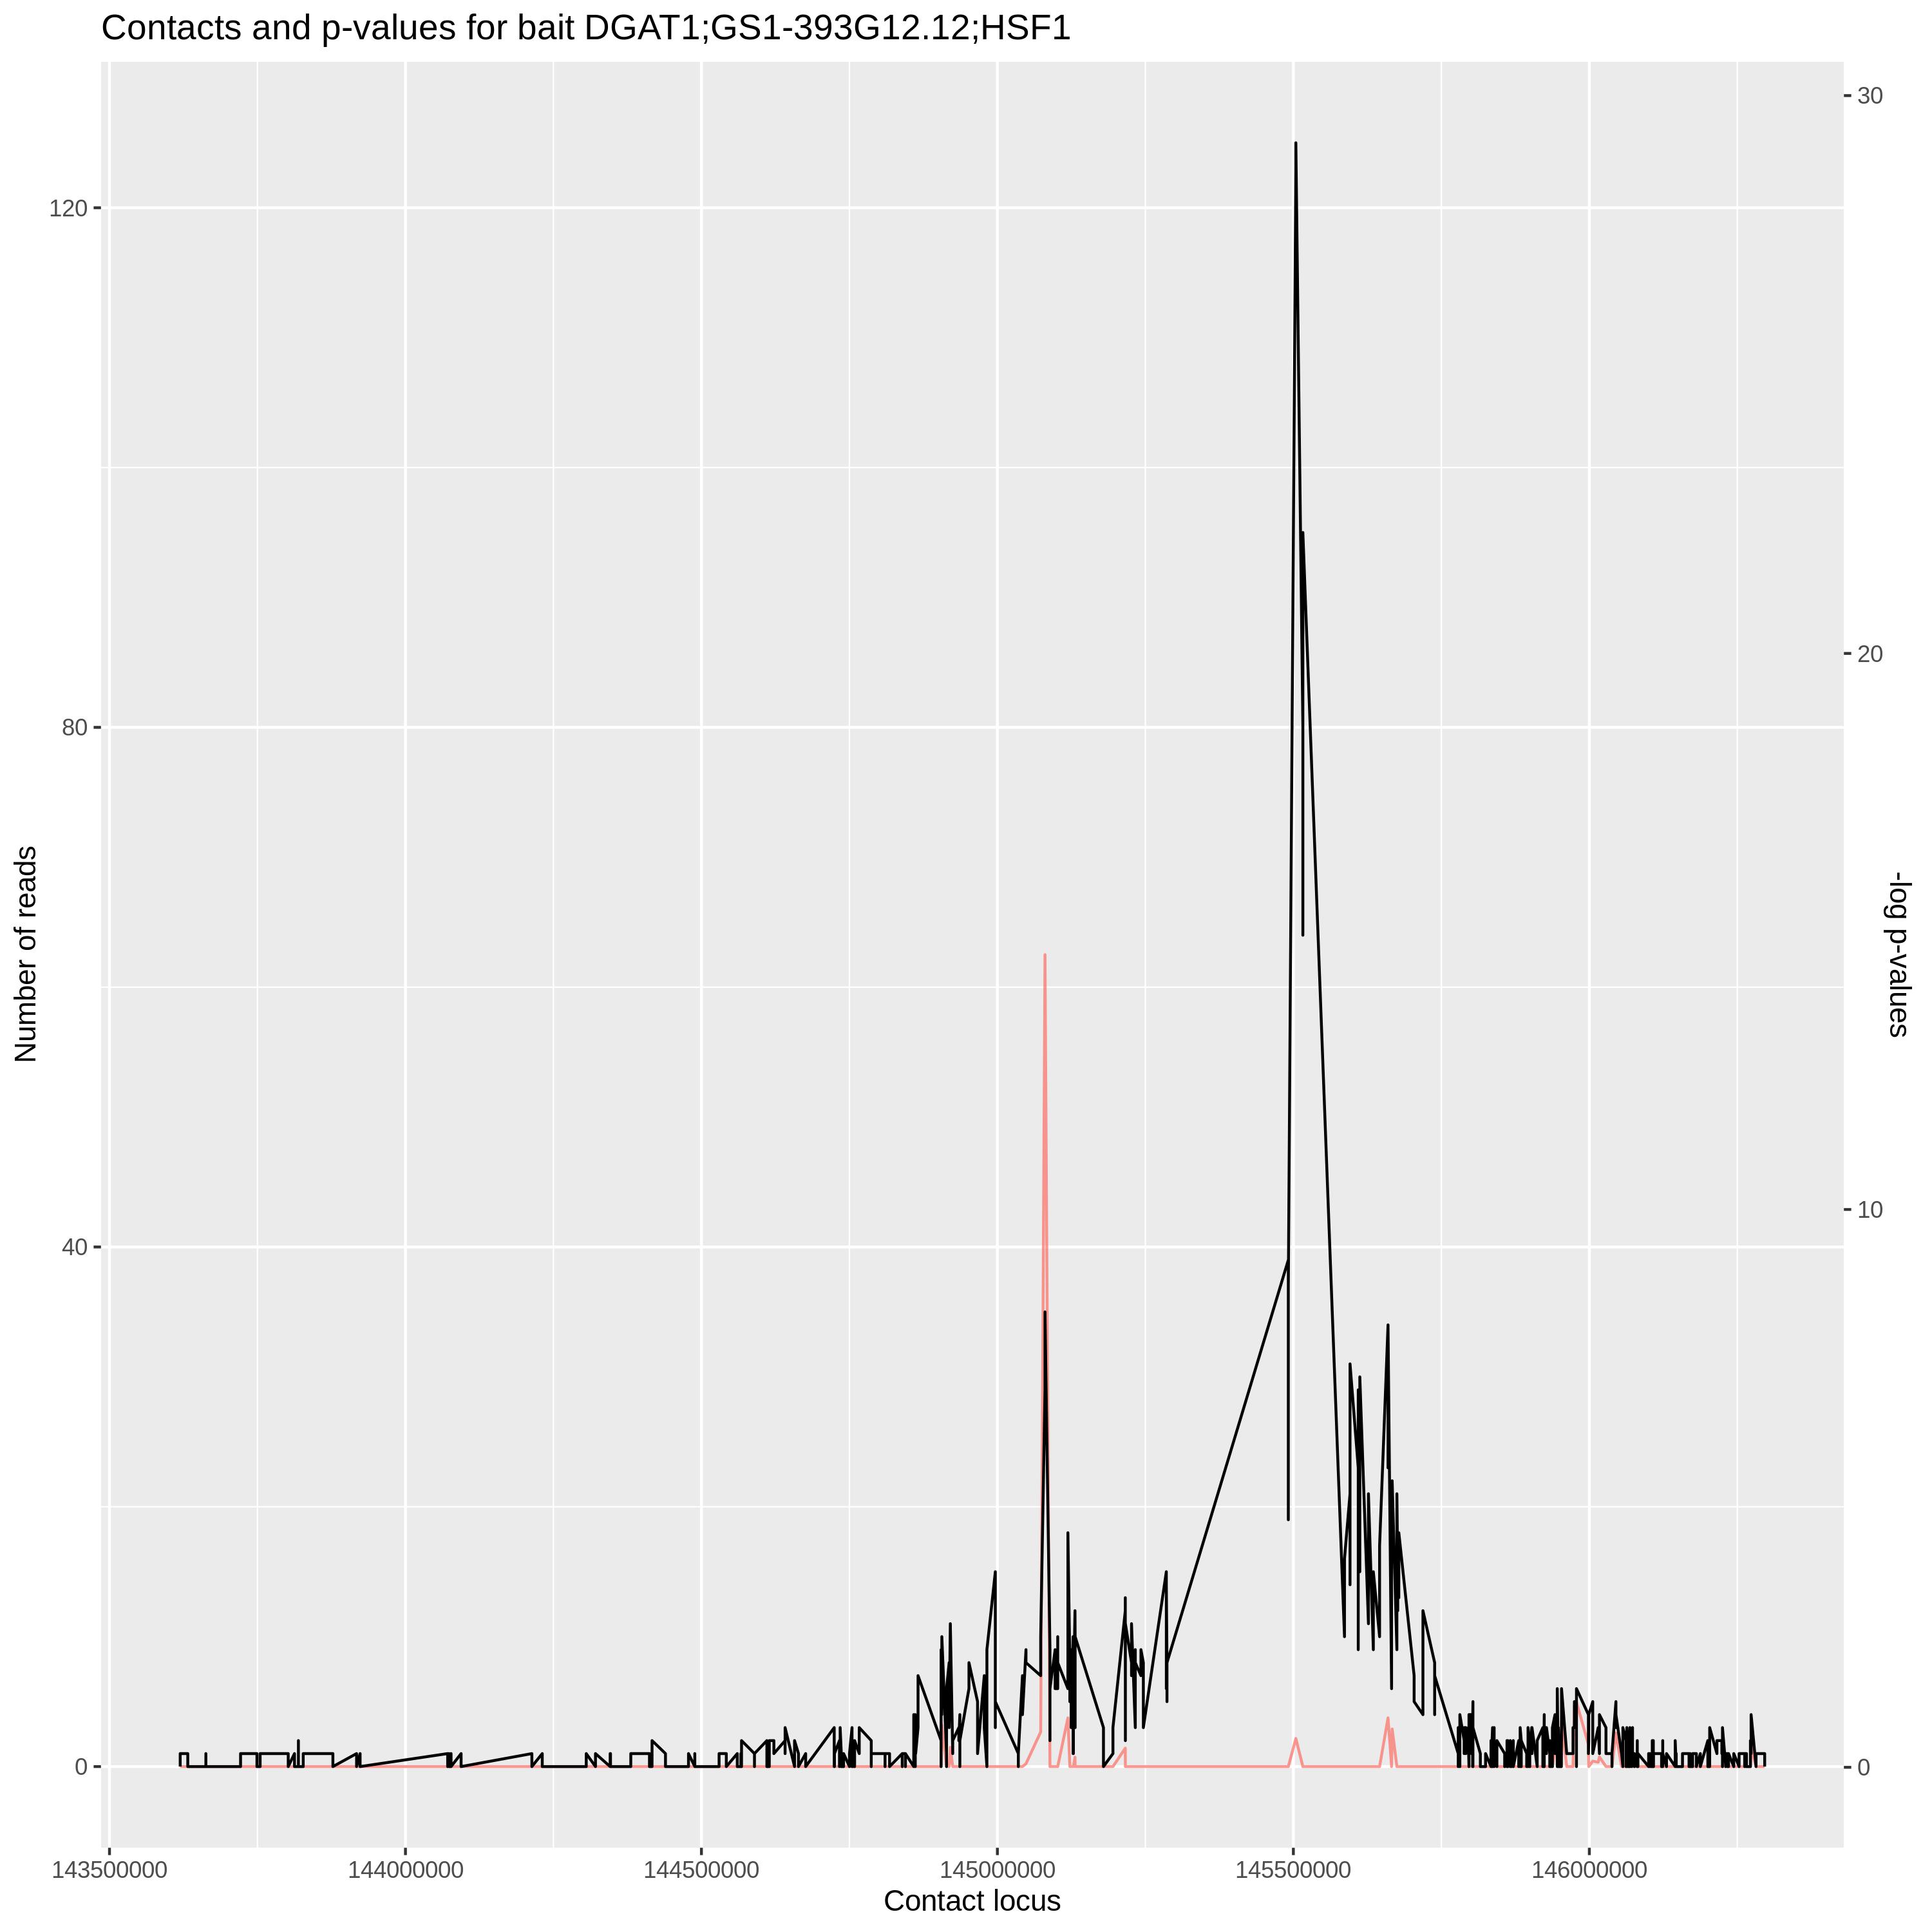 Contacts and p-values for bait DGAT1;GS1-393G12.12;HSF1
30
120
20
80
Number of reads
-log p-values
10
40
0
0
143500000 144000000 144500000 145000000 145500000 146000000
Contact locus